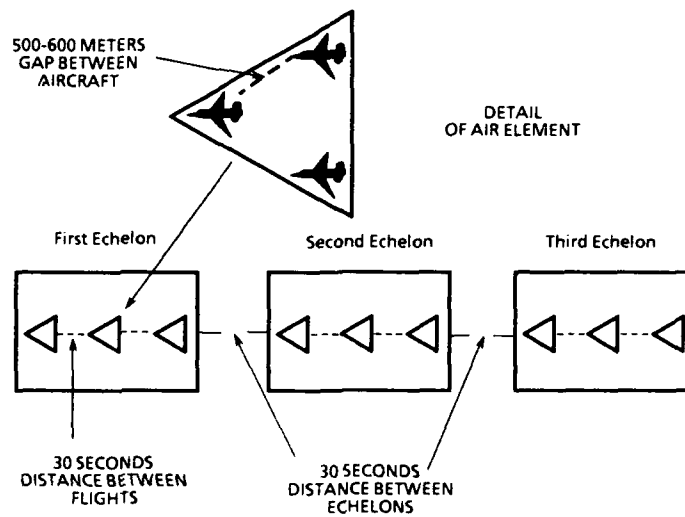 500-600 METERS
GAP BETWEEN
AIRCRAFT
DETAIL
OF AIR ELEMENT
First Echelon
Second Echelon
Third Echelon
30 SECONDS
DISTANCE BETWEEN
FLIGHTS
30 SECONDS
DISTANCE BETWEEN
ECHELONS